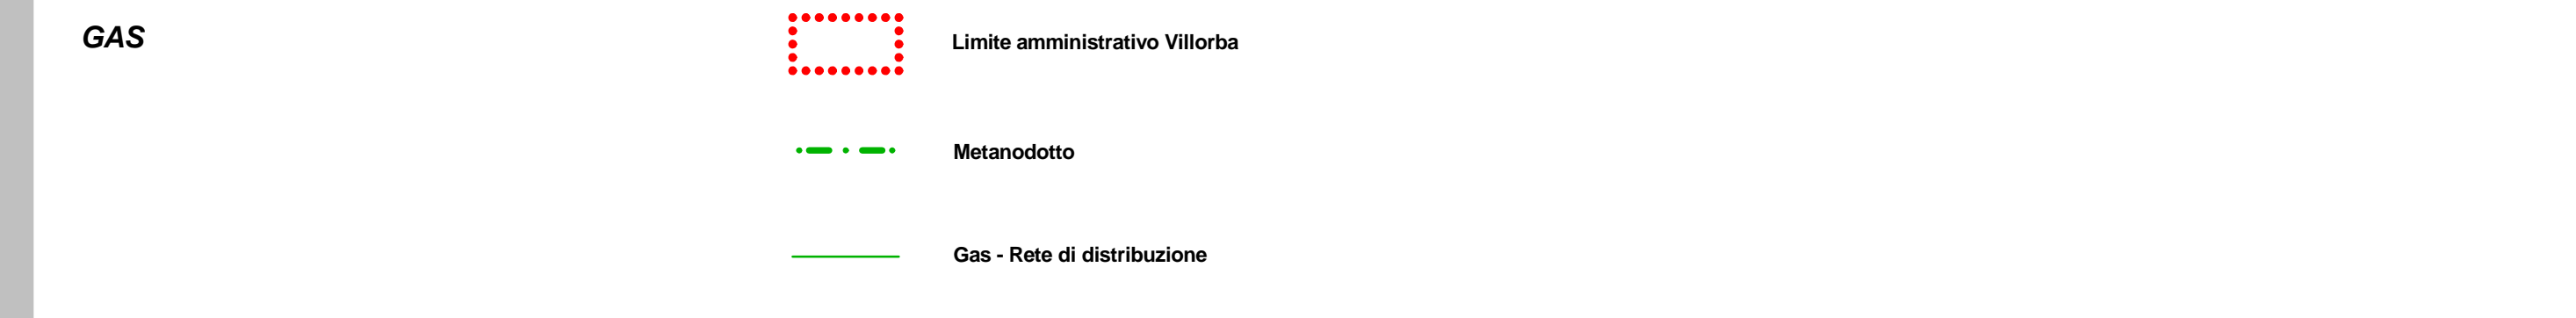 GAS
Limite amministrativo Villorba
Metanodotto
Gas - Rete di distribuzione